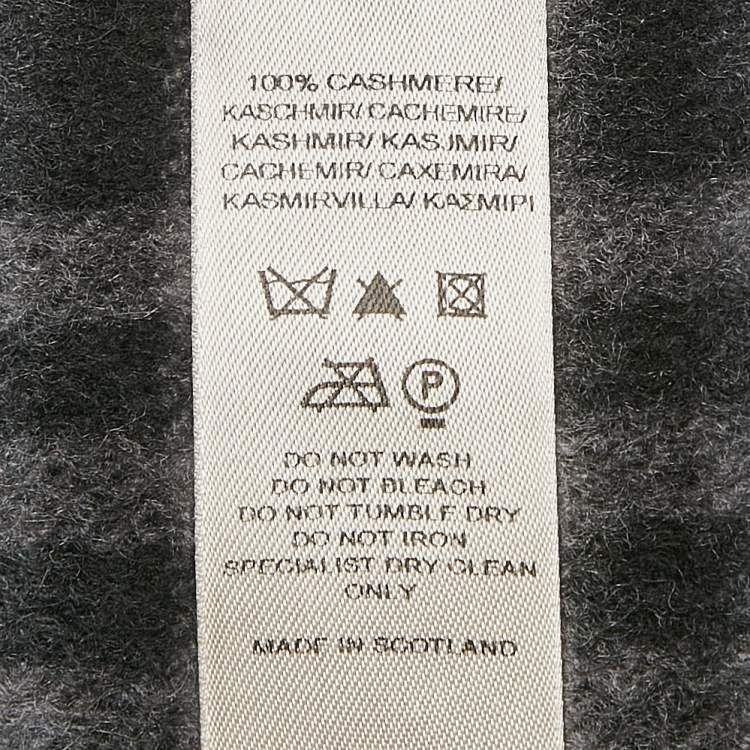 100% CASHMERE/
KASCHMIR/ CACHEMIRE/
KASHMIR/ KASJMIR/
CACHEMIR/ CAXEMIRA/
KASMIRVILLA/ ΚΑΣΜΙΡΙ
P
DO NOT WASH
DO NOT BLEACH
DO NOT TUMBLE DRY
DO NOT IRON
SPECIALIST DRY CLEAN
ONLY
MADE IN SCOTLAND